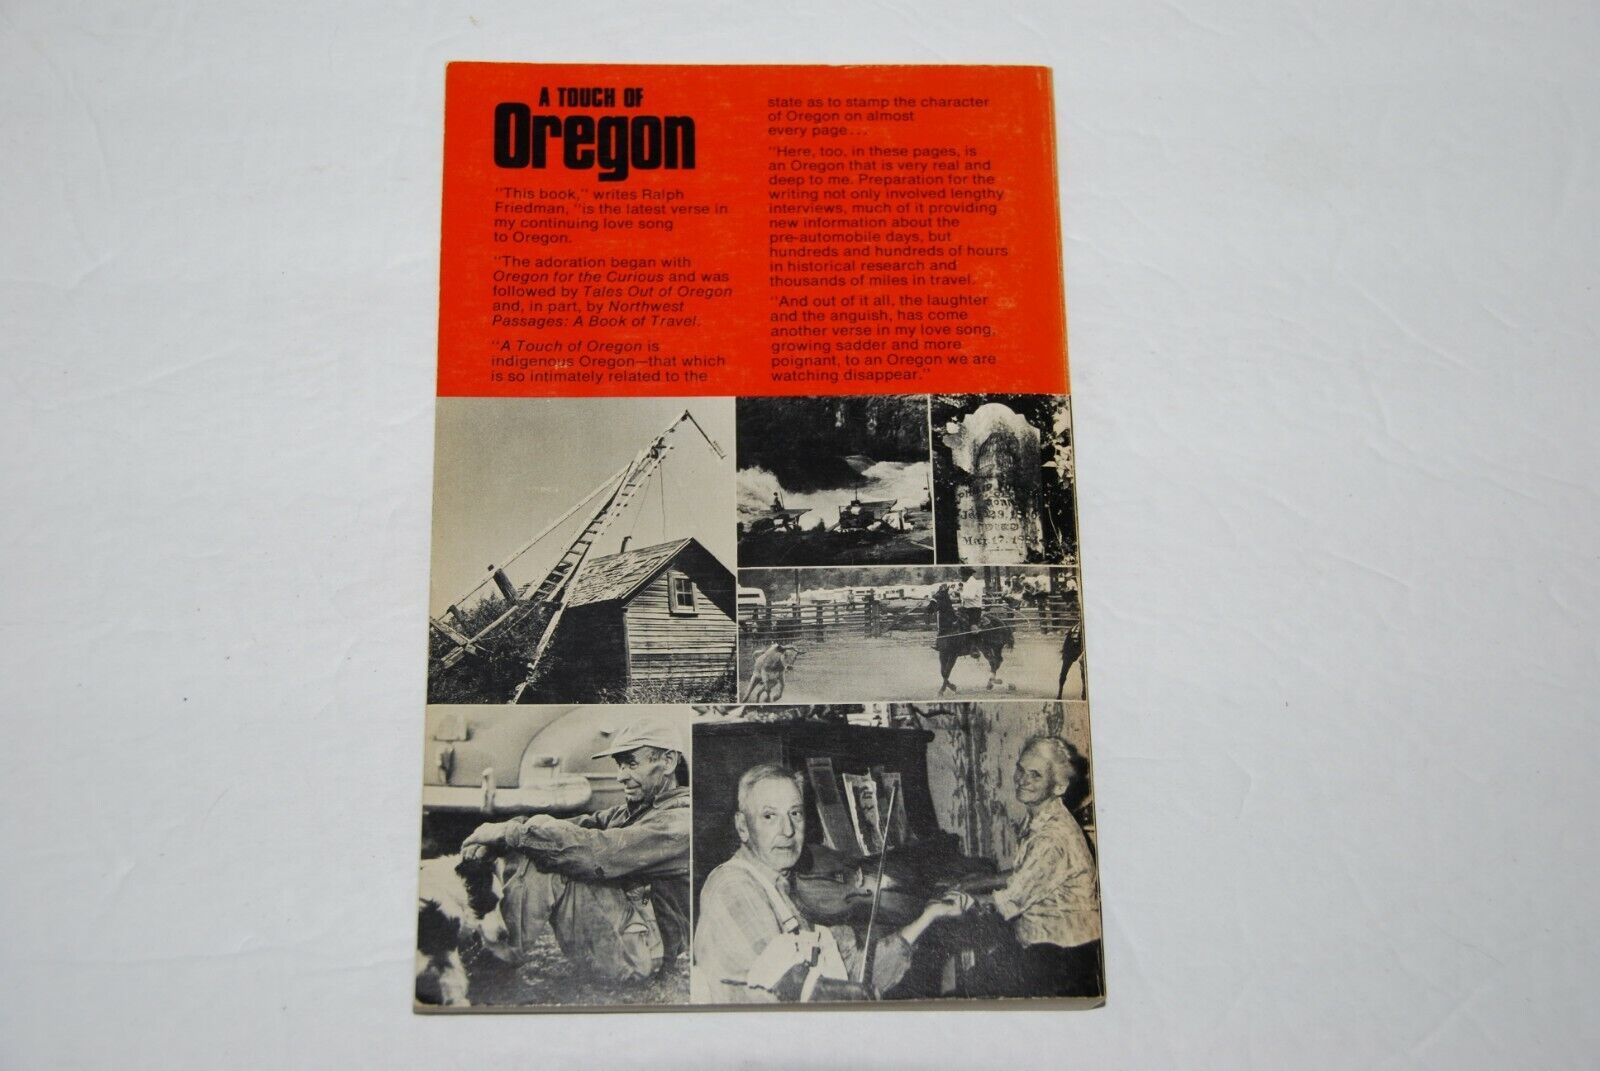 A TOUCH OF
Oregon
"This book," writes Ralph
Friedman, "is the latest verse in
my continuing love song
to Oregon.
"The adoration began with
Oregon for the Curious and was
followed by Tales Out of Oregon
and, in part, by Northwest
Passages: A Book of Travel.
"A Touch of Oregon is
indigenous Oregon—that which
is so intimately related to the
state as to stamp the character
of Oregon on almost
every page...
"Here, too, in these pages, is
an Oregon that is very real and
deep to me. Preparation for the
writing not only involved lengthy
interviews, much of it providing
new information about the
pre-automobile days, but
hundreds and hundreds of hours
in historical research and
thousands of miles in travel.
"And out of it all, the laughter
and the anguish, has come
another verse in my love song,
growing sadder and more
poignant, to an Oregon we are
watching disappear."
BORN
DIED
Mar. 17, 1884